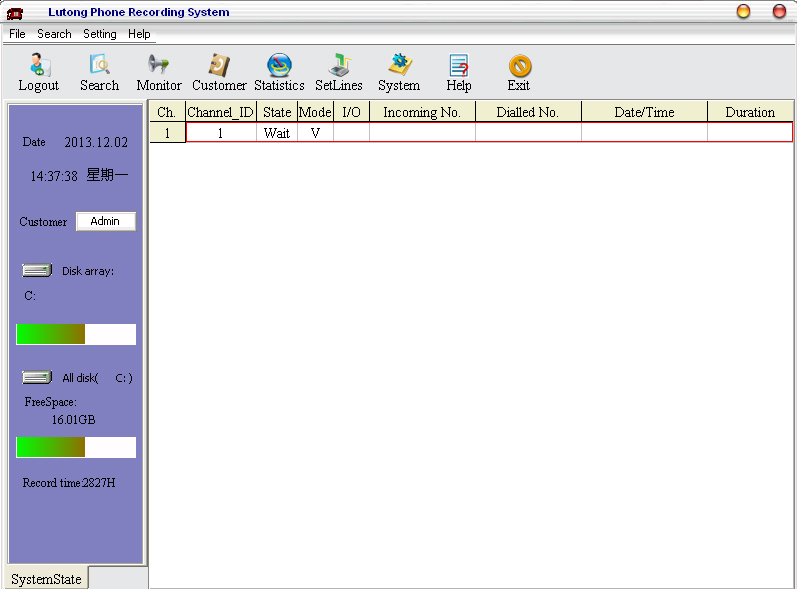 Lutong Phone Recording System
File Search Setting Help
Logout Search Monitor Customer Statistics SetLines System Help Exit
Ch. Channel_ID State Mode I/O Incoming No. Dialled No. Date/Time Duration
1 1 Wait V
Date 2013.12.02
14:37:38 星期一
Customer Admin
Disk array:
C:
All disk( C: )
FreeSpace:
16.01GB
Record time:2827H
SystemState